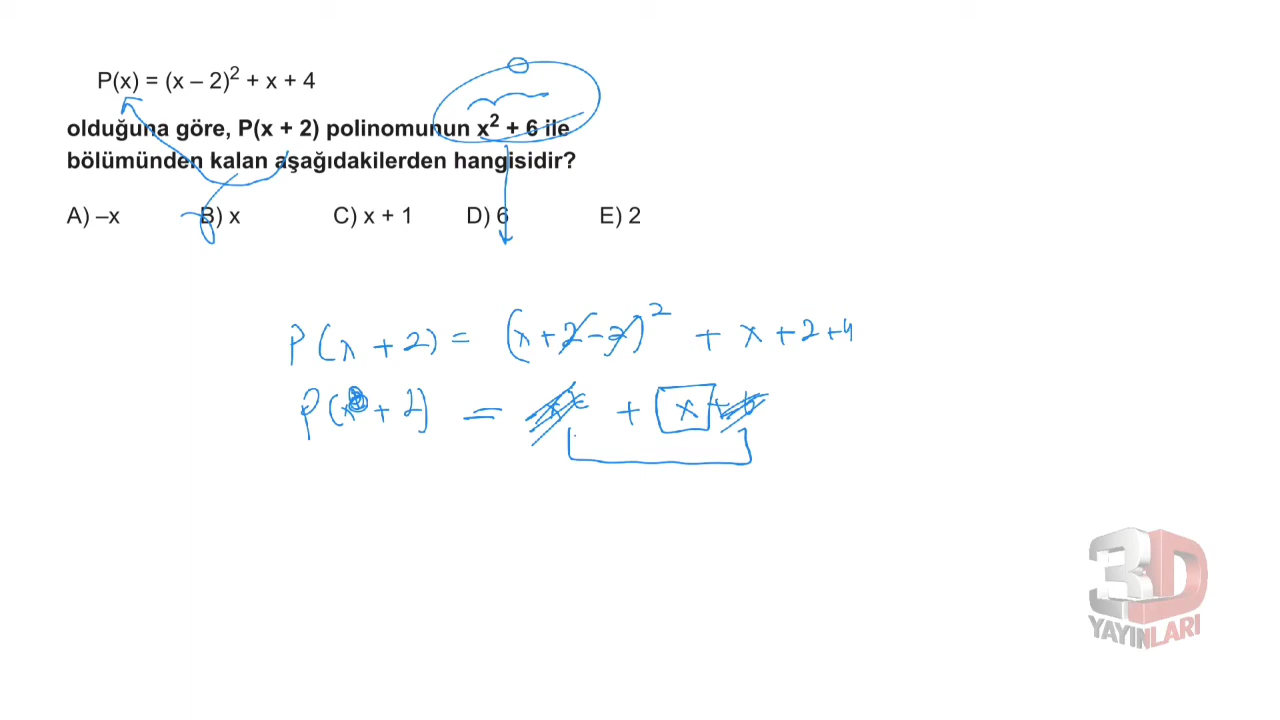 P(x) = (x – 2)² + x + 4
olduğuna göre, P(x + 2) polinomunun x² + 6 ile
bölümünden kalan aşağıdakilerden hangisidir?
A) –x B) x C) x + 1 D) 6 E) 2
P(x + 2) = (x + 2 – 2)² + x + 2 + 4
P(x + 2) = x² + x + 6
3D
YAYINLARI